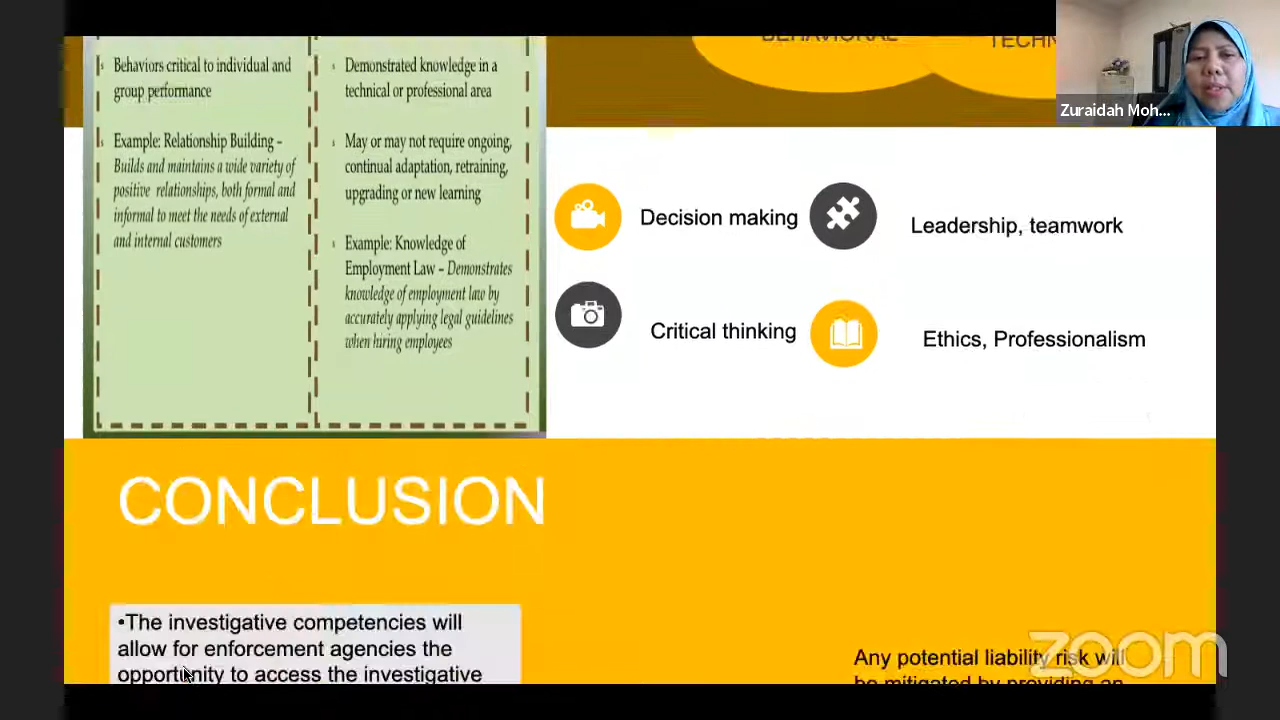 BEHAVIORAL
TECHN
Zuraidah Moh...
Behaviors critical to individual and
group performance
Example: Relationship Building –
Builds and maintains a wide variety of
positive relationships, both formal and
informal to meet the needs of external
and internal customers
Demonstrated knowledge in a
technical or professional area
May or may not require ongoing,
continual adaptation, retraining,
upgrading or new learning
Example: Knowledge of
Employment Law – Demonstrates
knowledge of employment law by
accurately applying legal guidelines
when hiring employees
Decision making
Leadership, teamwork
Critical thinking
Ethics, Professionalism
CONCLUSION
•The investigative competencies will
allow for enforcement agencies the
opportunity to access the investigative
Any potential liability risk will
be mitigated by providing an
zoom